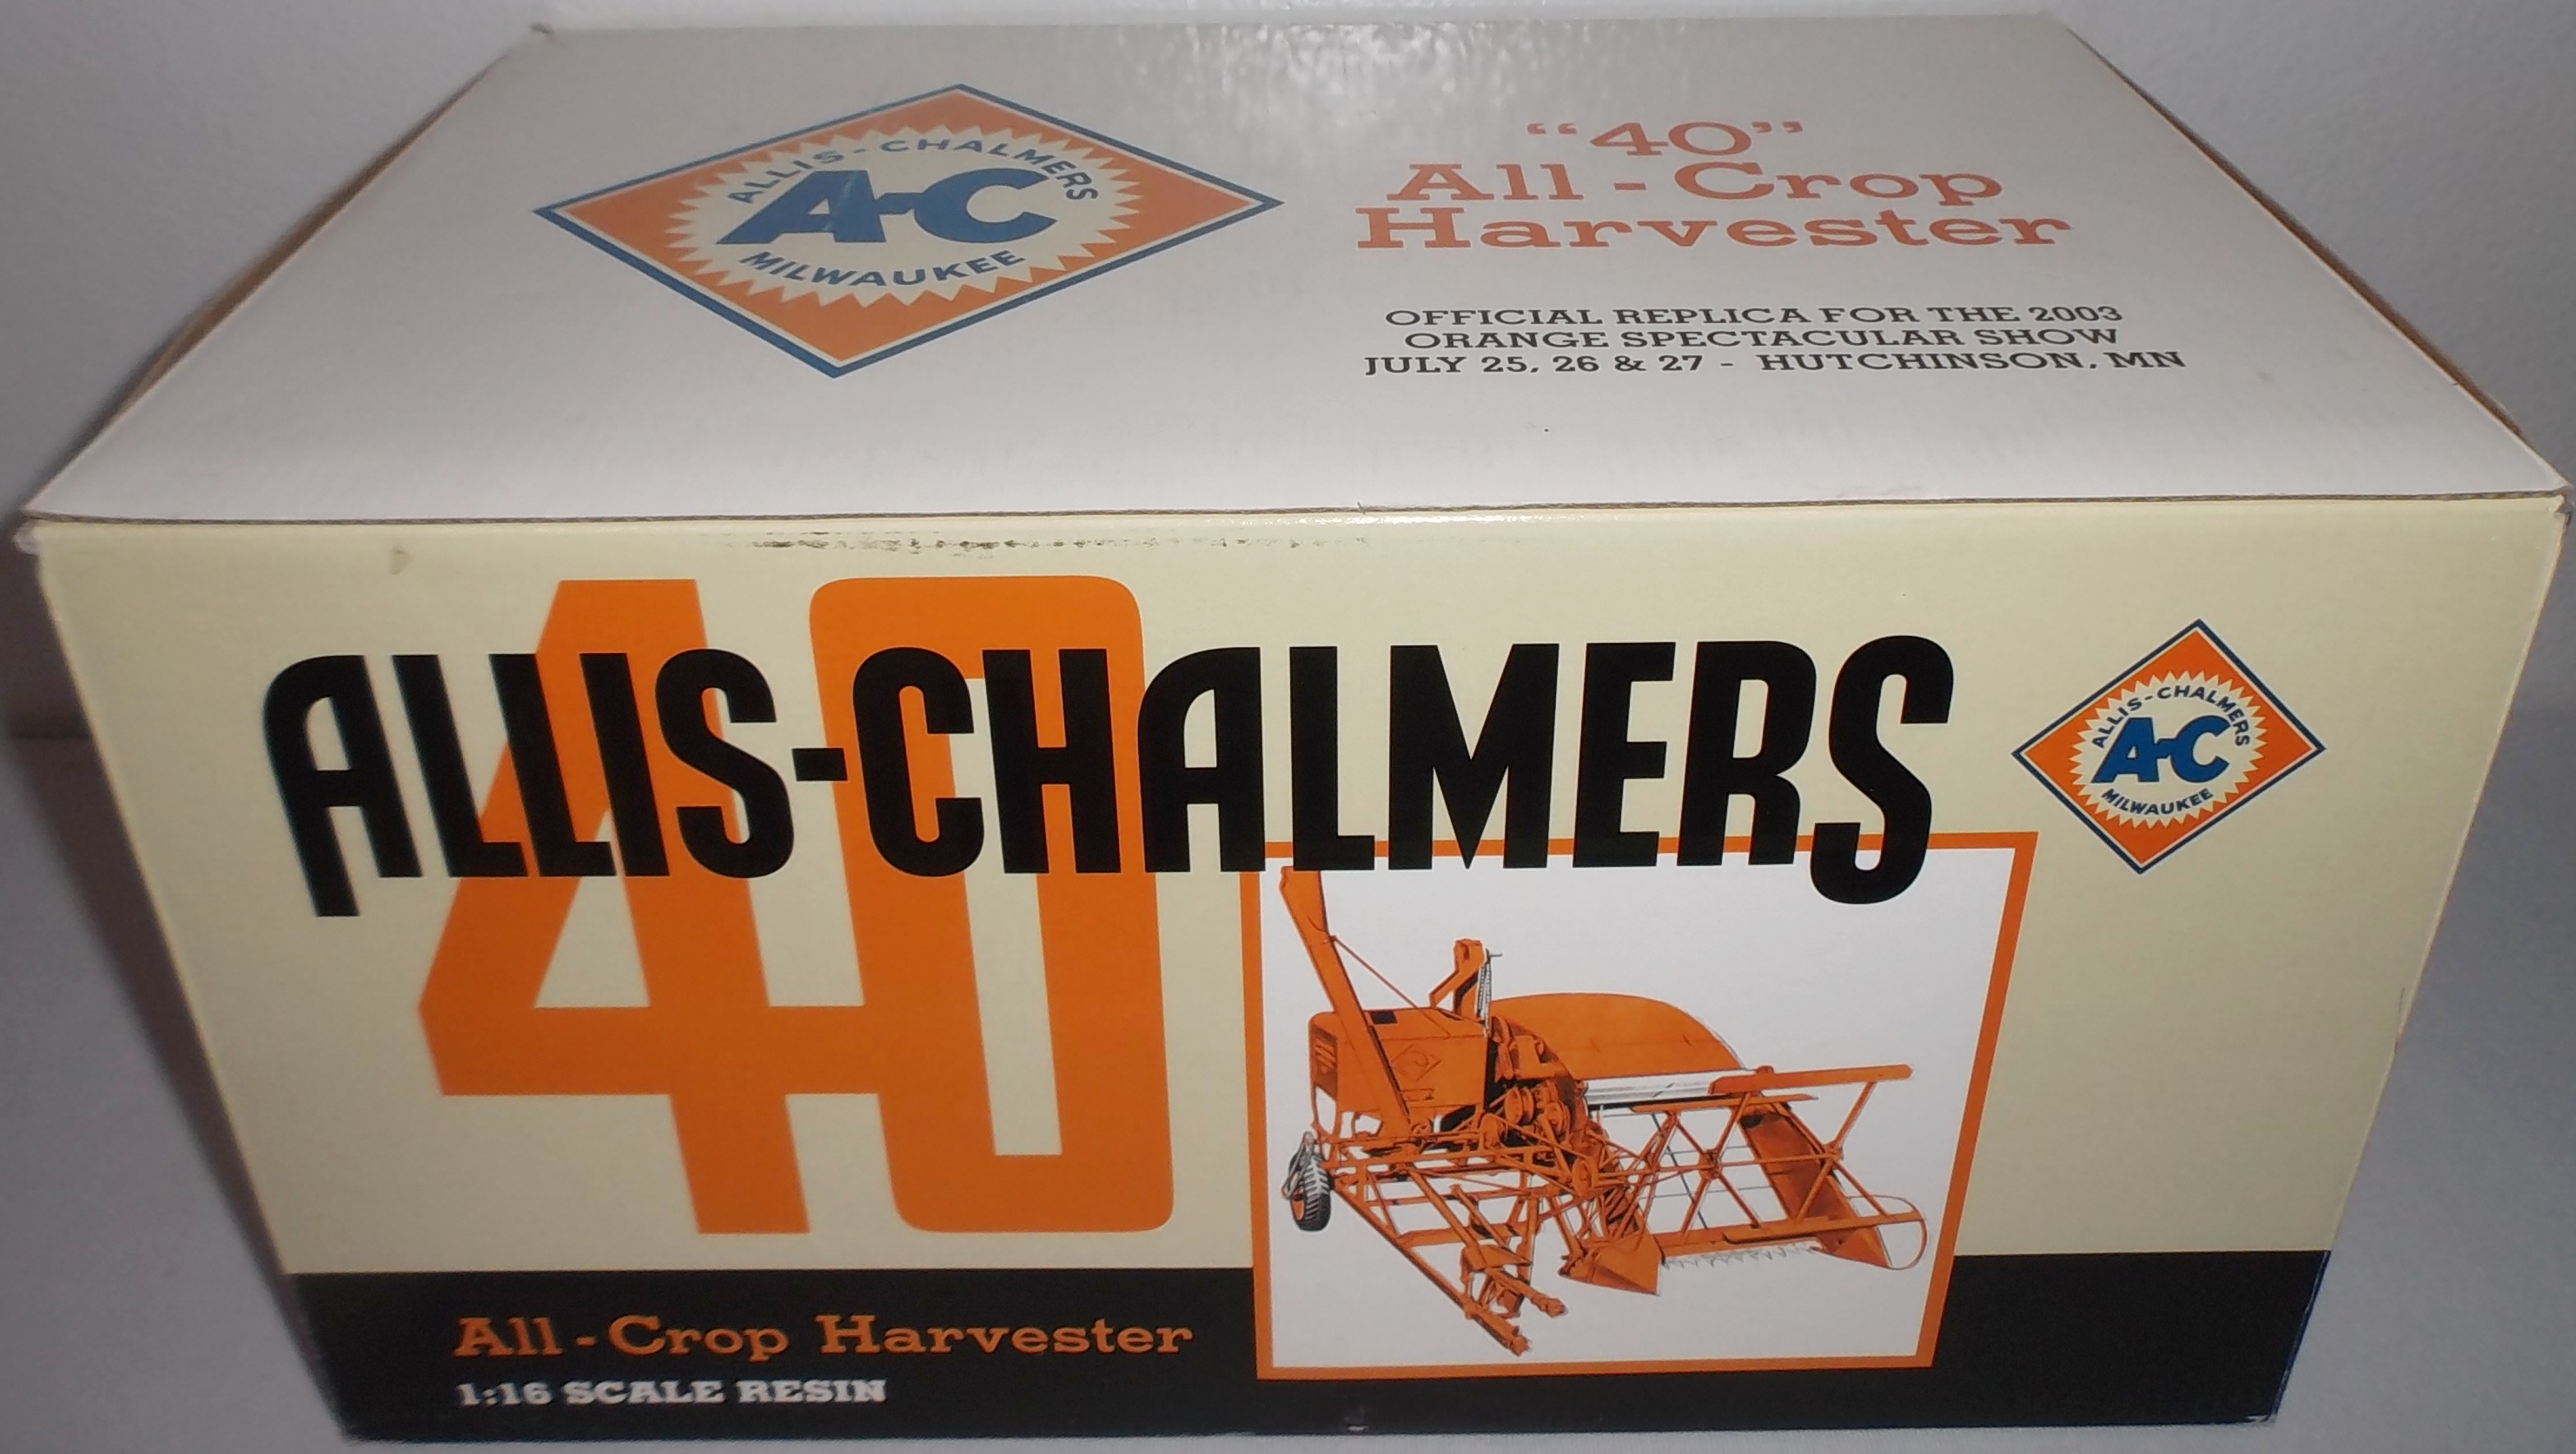 ALLIS-CHALMERS
A-C
MILWAUKEE
"40"
All-Crop
Harvester
OFFICIAL REPLICA FOR THE 2003
ORANGE SPECTACULAR SHOW
JULY 25, 26 & 27 - HUTCHINSON, MN
40
ALLIS-CHALMERS
ALLIS-CHALMERS
A-C
MILWAUKEE
All-Crop Harvester
1:16 SCALE RESIN